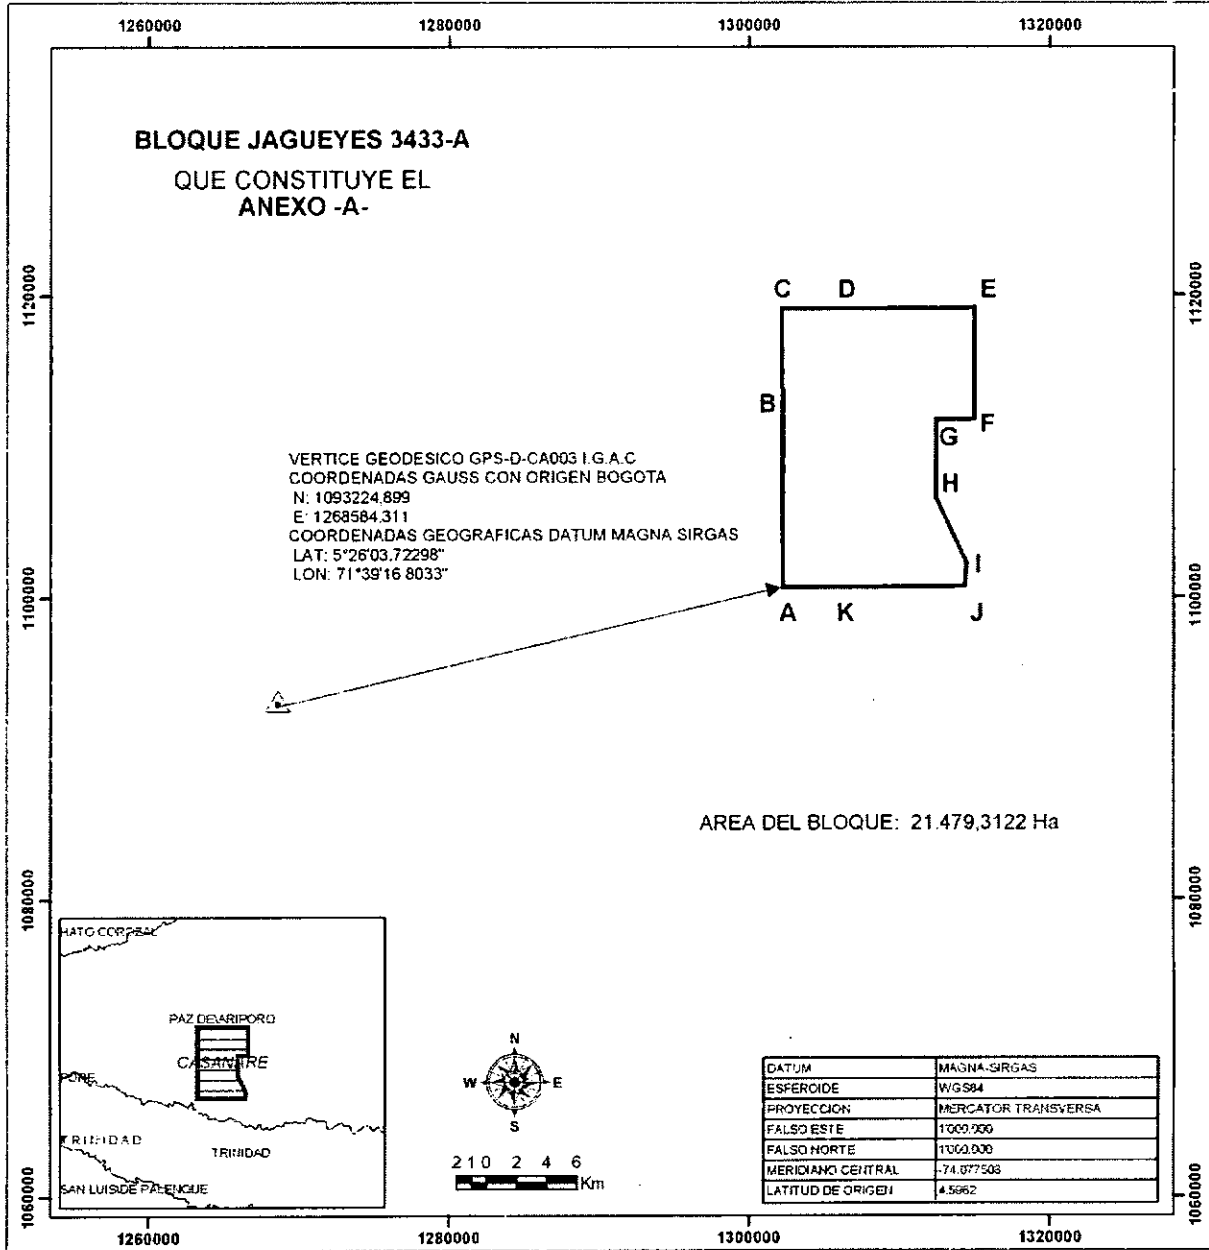 1260000 1280000 1300000 1320000
BLOQUE JAGUEYES 3433-A
QUE CONSTITUYE EL
ANEXO -A-
1120000
1120000
C D E
B
F
G
H
VERTICE GEODESICO GPS-D-CA003 I.G.A.C
COORDENADAS GAUSS CON ORIGEN BOGOTA
N: 1093224,899
E: 1268584,311
COORDENADAS GEOGRAFICAS DATUM MAGNA SIRGAS
LAT: 5°26'03,72298"
LON: 71°39'16 8033"
I
1100000
1100000
A K J
AREA DEL BLOQUE: 21.479,3122 Ha
1080000
1080000
HATO COROZAL
PAZ DE ARIPORO
CASANARE
PORE
TRINIDAD
TRINIDAD
SAN LUIS DE PALENQUE
N
W E
S
2 1 0 2 4 6
Km
DATUM MAGNA-SIRGAS
ESFEROIDE WGS84
PROYECCION MERCATOR TRANSVERSA
FALSO ESTE 1'000,000
FALSO NORTE 1'000,000
MERIDIANO CENTRAL -74.077508
LATITUD DE ORIGEN 4.5962
1060000
1060000
1260000 1280000 1300000 1320000